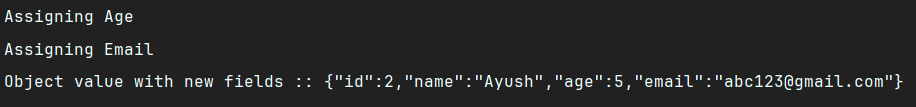 Assigning Age
Assigning Email
Object value with new fields :: {"id":2,"name":"Ayush","age":5,"email":"abc123@gmail.com"}